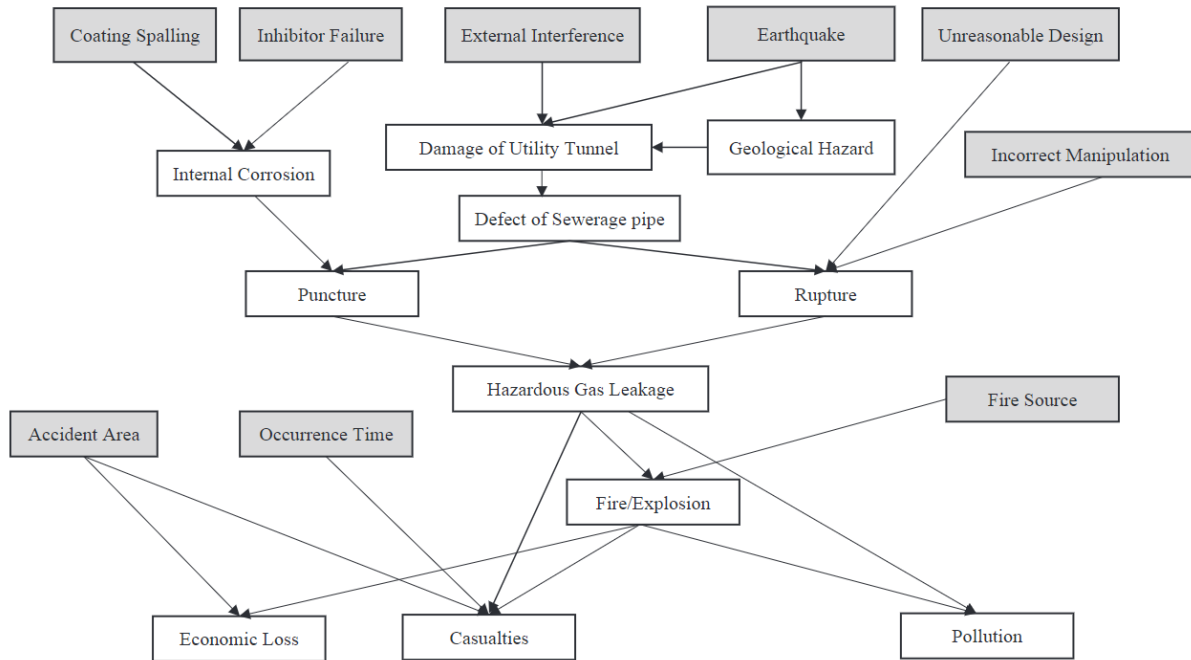 Coating Spalling
Inhibitor Failure
External Interference
Earthquake
Unreasonable Design
Damage of Utility Tunnel
Geological Hazard
Incorrect Manipulation
Internal Corrosion
Defect of Sewerage pipe
Puncture
Rupture
Hazardous Gas Leakage
Fire Source
Accident Area
Occurrence Time
Fire/Explosion
Economic Loss
Casualties
Pollution